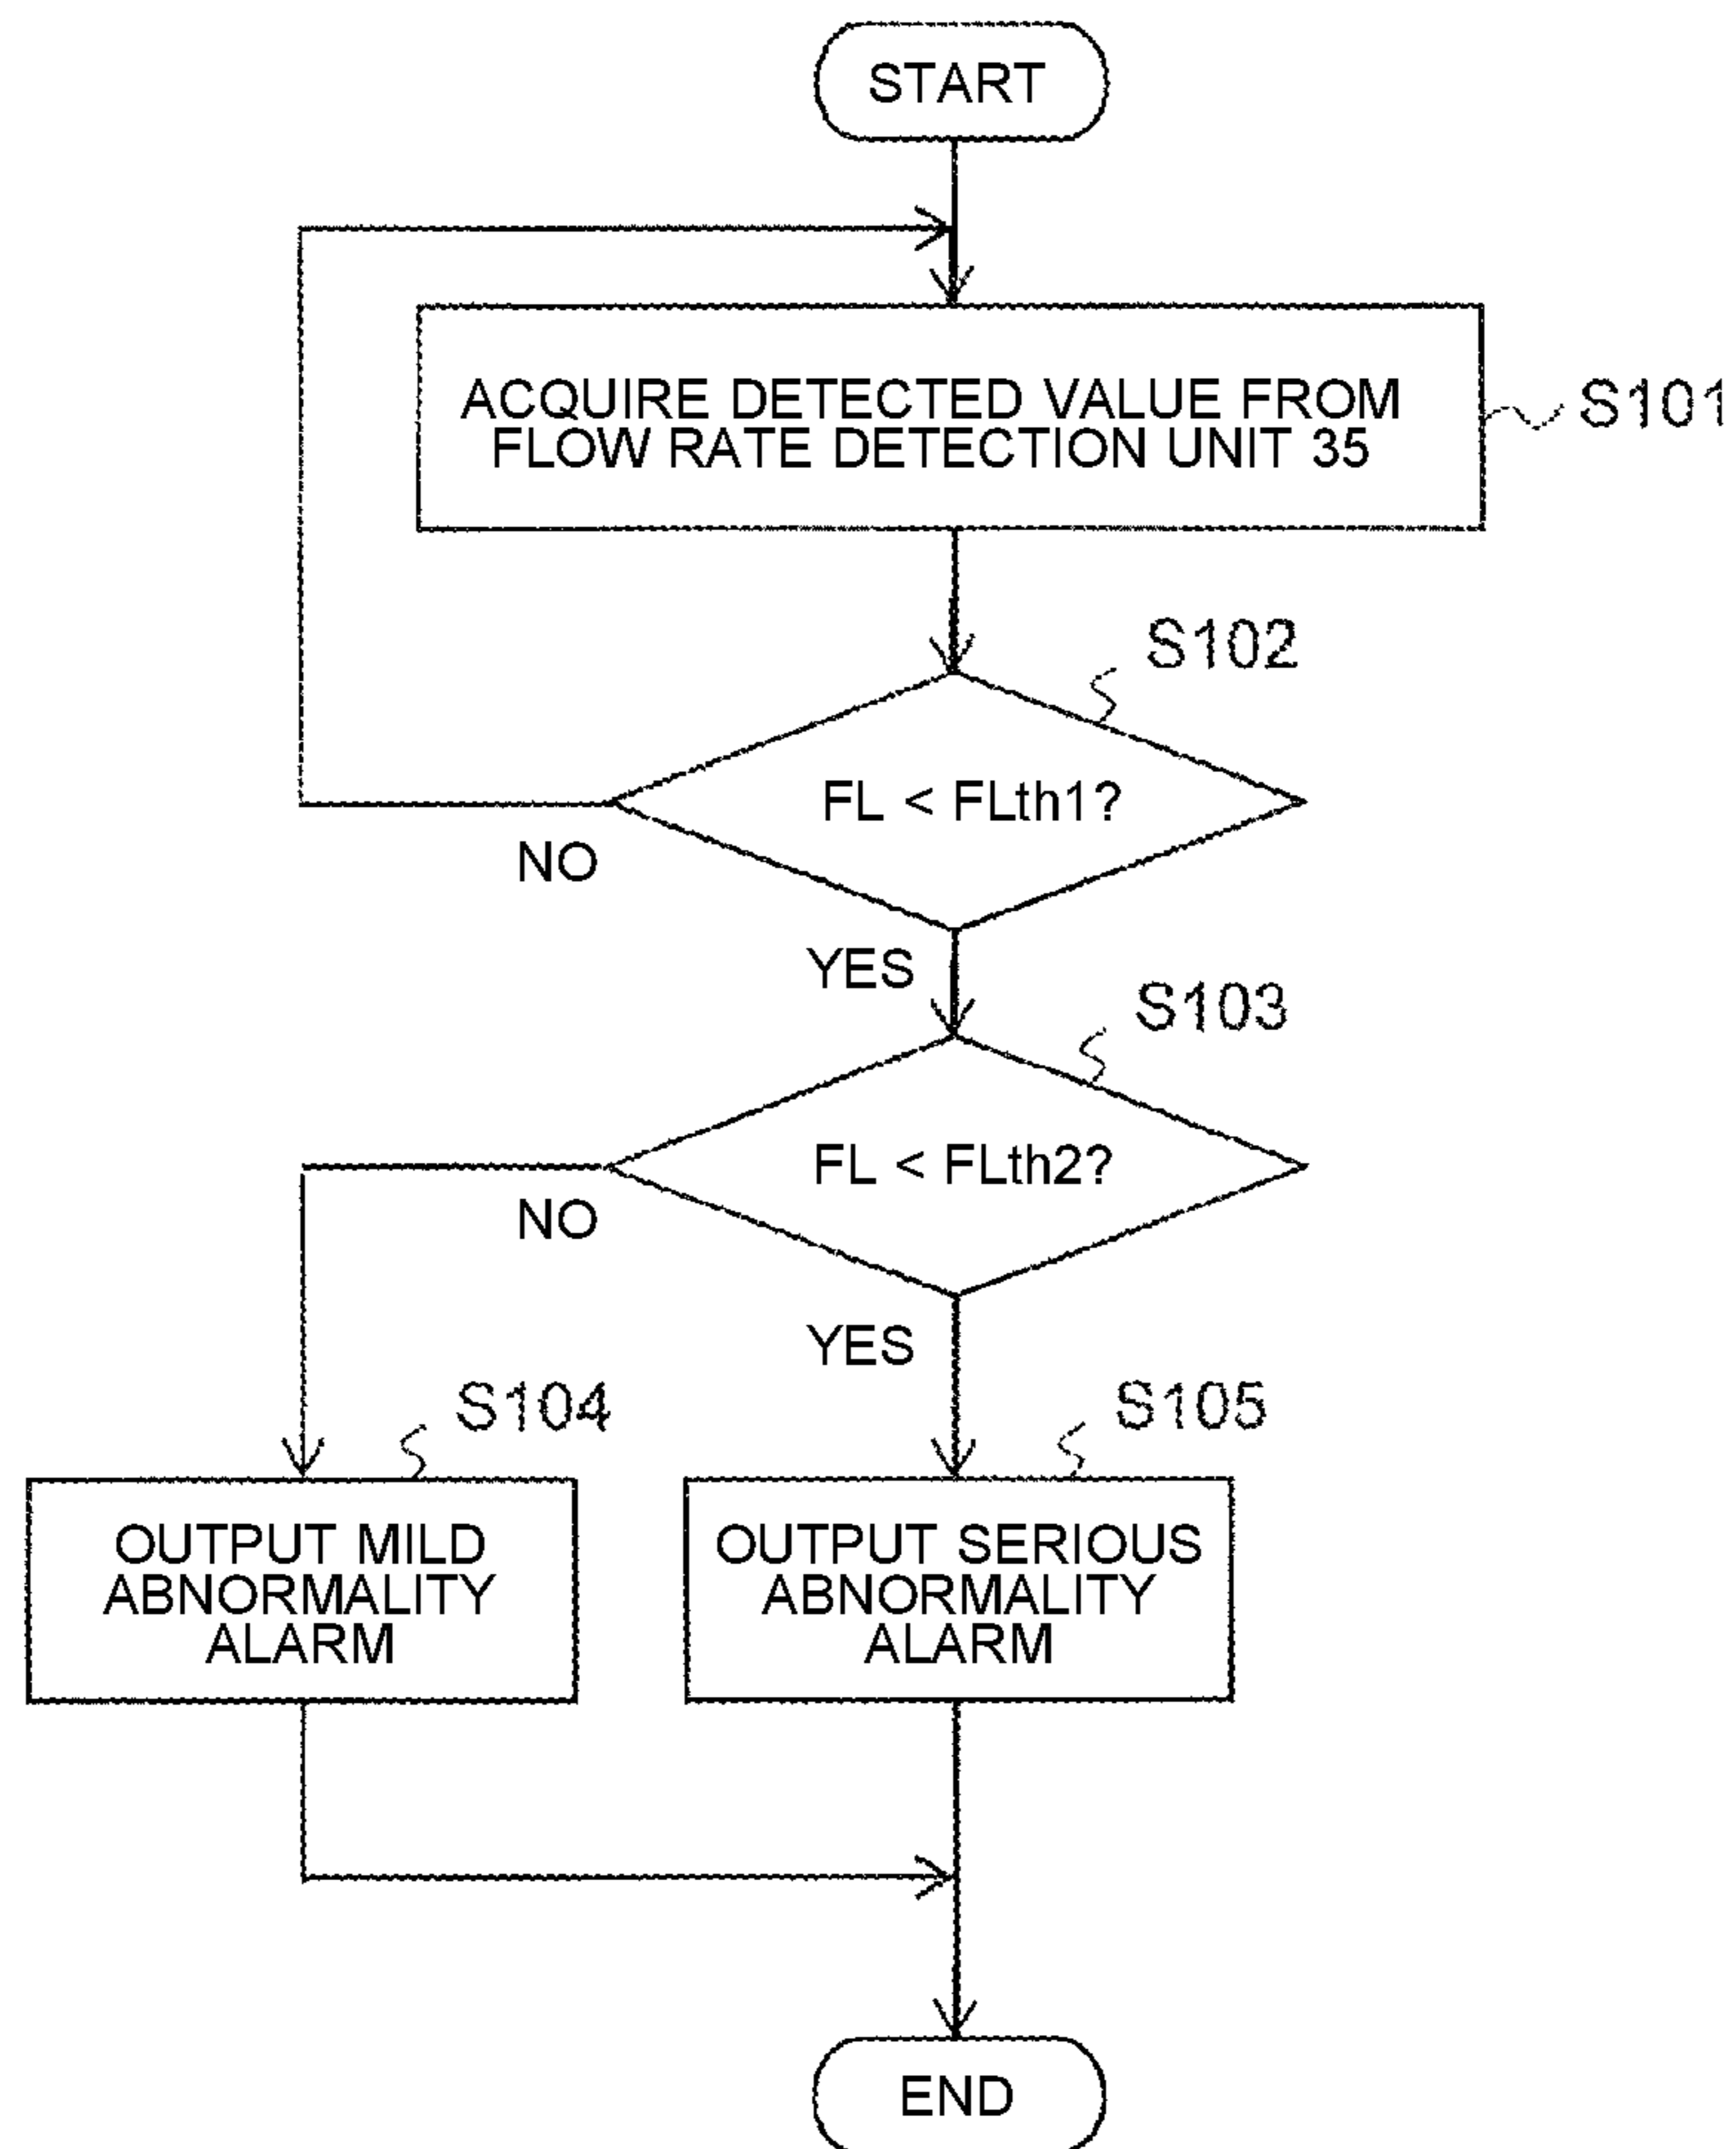 START
ACQUIRE DETECTED VALUE FROM
FLOW RATE DETECTION UNIT 35
S101
S102
FL < FLth1?
NO
YES
S103
FL < FLth2?
NO
YES
S104
S105
OUTPUT MILD
ABNORMALITY
ALARM
OUTPUT SERIOUS
ABNORMALITY
ALARM
END